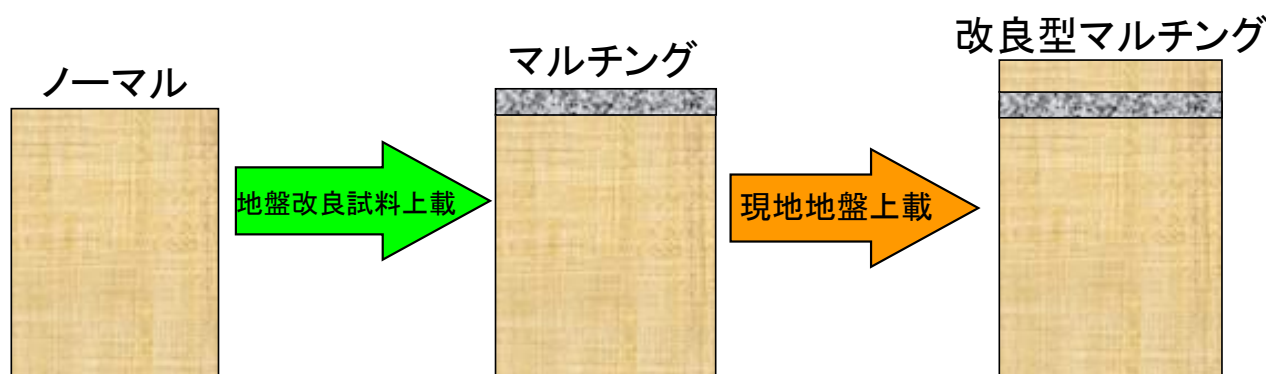 ノーマル
地盤改良試料上載
マルチング
現地地盤上載
改良型マルチング